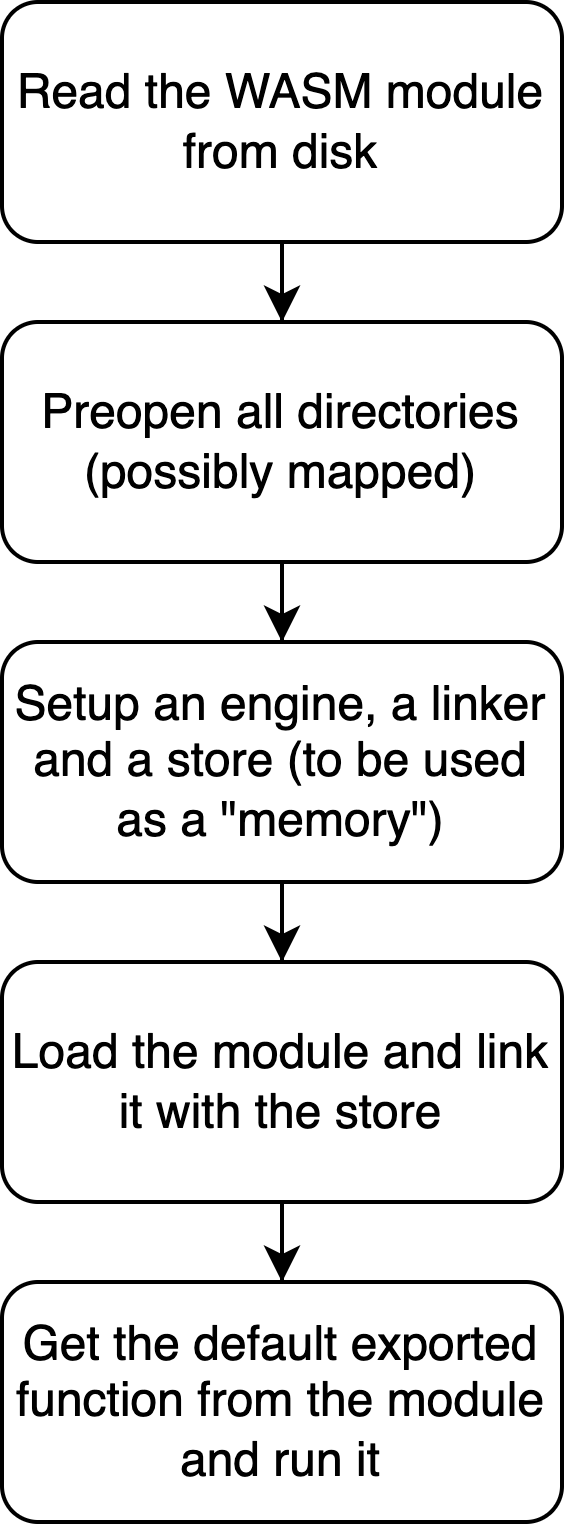 Read the WASM module
from disk
Preopen all directories
(possibly mapped)
Setup an engine, a linker
and a store (to be used
as a "memory")
Load the module and link
it with the store
Get the default exported
function from the module
and run it